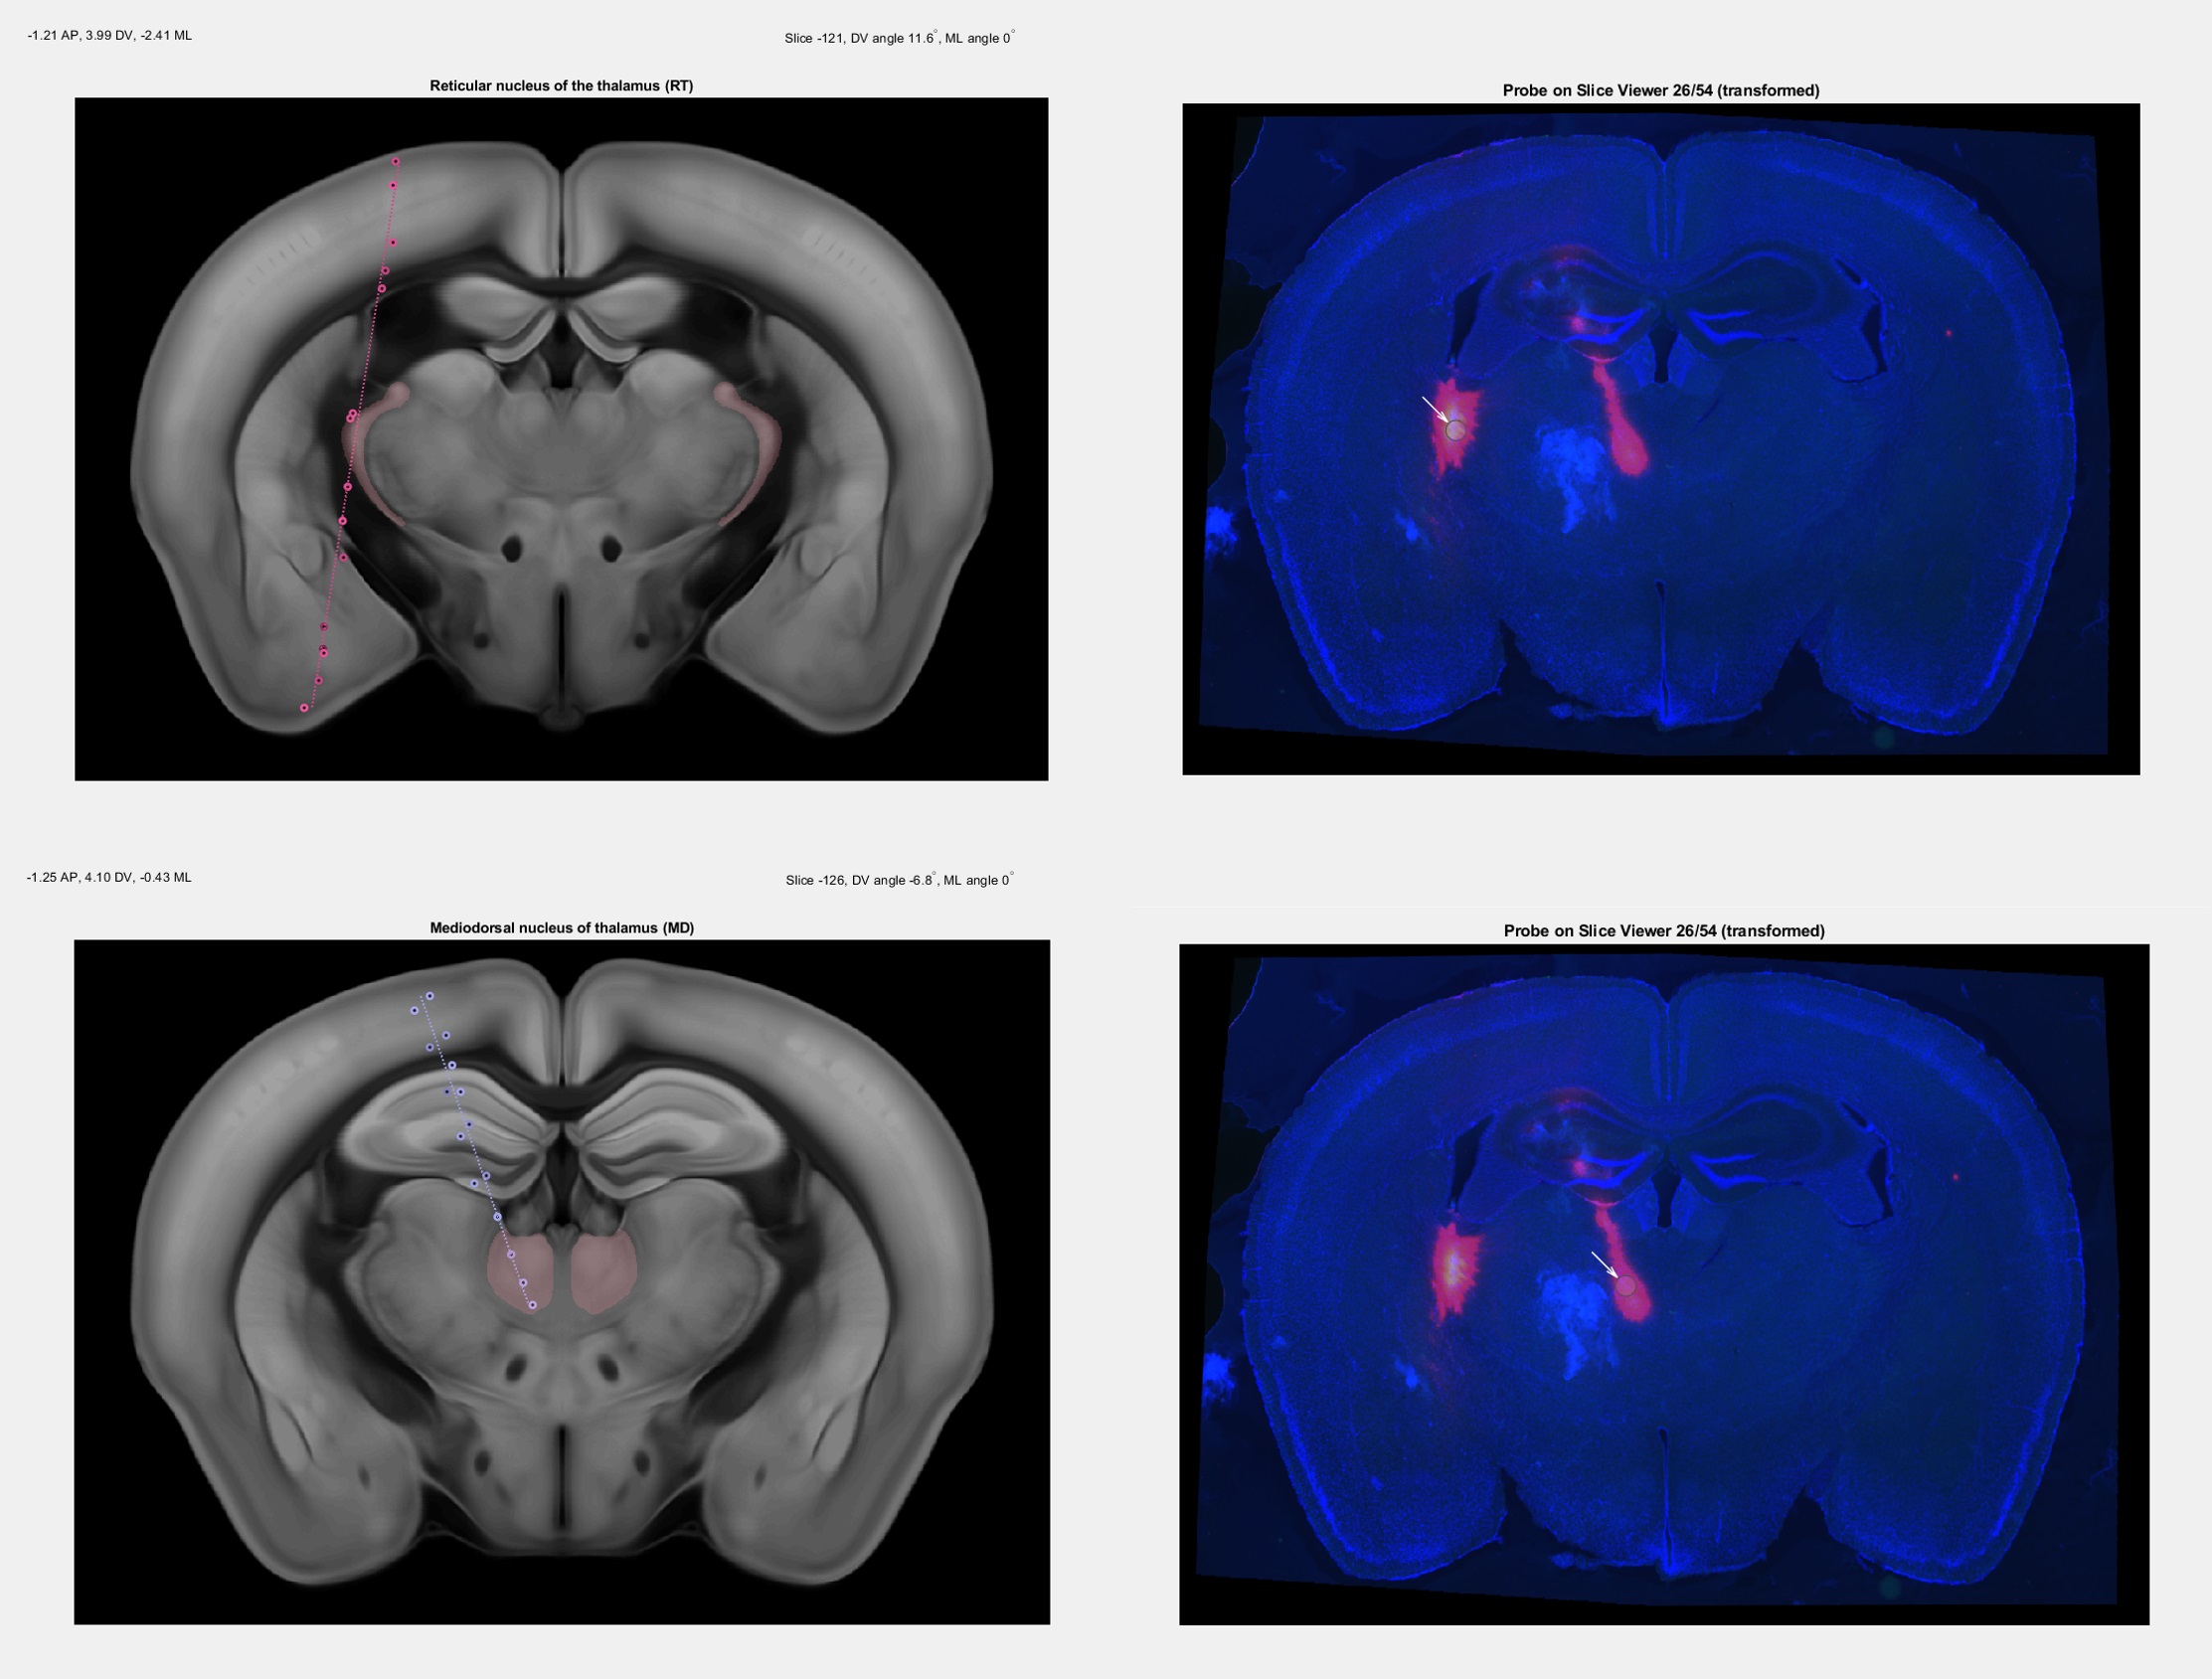 -1.21 AP, 3.99 DV, -2.41 ML
Slice -121, DV angle 11.6°, ML angle 0°
Reticular nucleus of the thalamus (RT)
Probe on Slice Viewer 26/54 (transformed)
-1.25 AP, 4.10 DV, -0.43 ML
Slice -126, DV angle -6.8°, ML angle 0°
Mediodorsal nucleus of thalamus (MD)
Probe on Slice Viewer 26/54 (transformed)